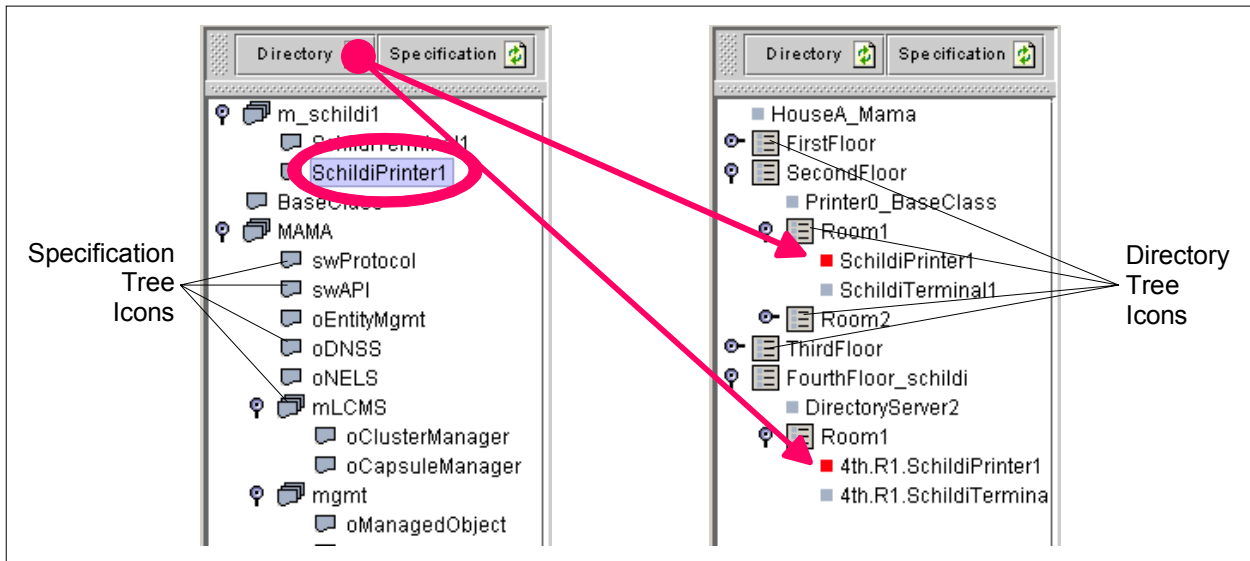 Directory Specification
m_schildi1
SchildiTerminal1
SchildiPrinter1
BaseClass
MAMA
swProtocol
swAPI
oEntityMgmt
oDNSS
oNELS
mLCMS
oClusterManager
oCapsuleManager
mgmt
oManagedObject
Specification
Tree
Icons
Directory Specification
HouseA_Mama
FirstFloor
SecondFloor
Printer0_BaseClass
Room1
SchildiPrinter1
SchildiTerminal1
Room2
ThirdFloor
FourthFloor_schildi
DirectoryServer2
Room1
4th.R1.SchildiPrinter1
4th.R1.SchildiTermina
Directory
Tree
Icons